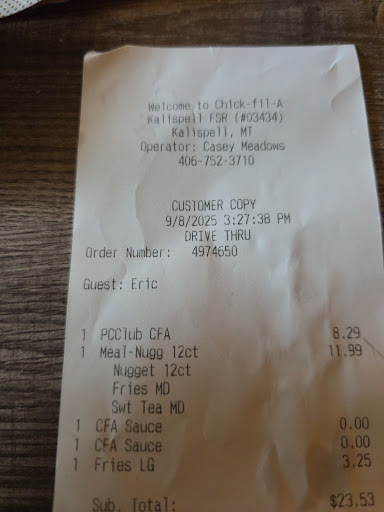 Welcome to Chick-fil-A
Kalispell FSR (#03434)
Kalispell, MT
Operator: Casey Meadows
406-752-3710
CUSTOMER COPY
9/8/2025 3:27:38 PM
DRIVE THRU
Order Number: 4974650
Guest: Eric
1 PCClub CFA 8.29
1 Meal-Nugg 12ct 11.99
Nugget 12ct
Fries MD
Swt Tea MD
1 CFA Sauce 0.00
1 CFA Sauce 0.00
1 Fries LG 3.25
Sub. Total: $23.53